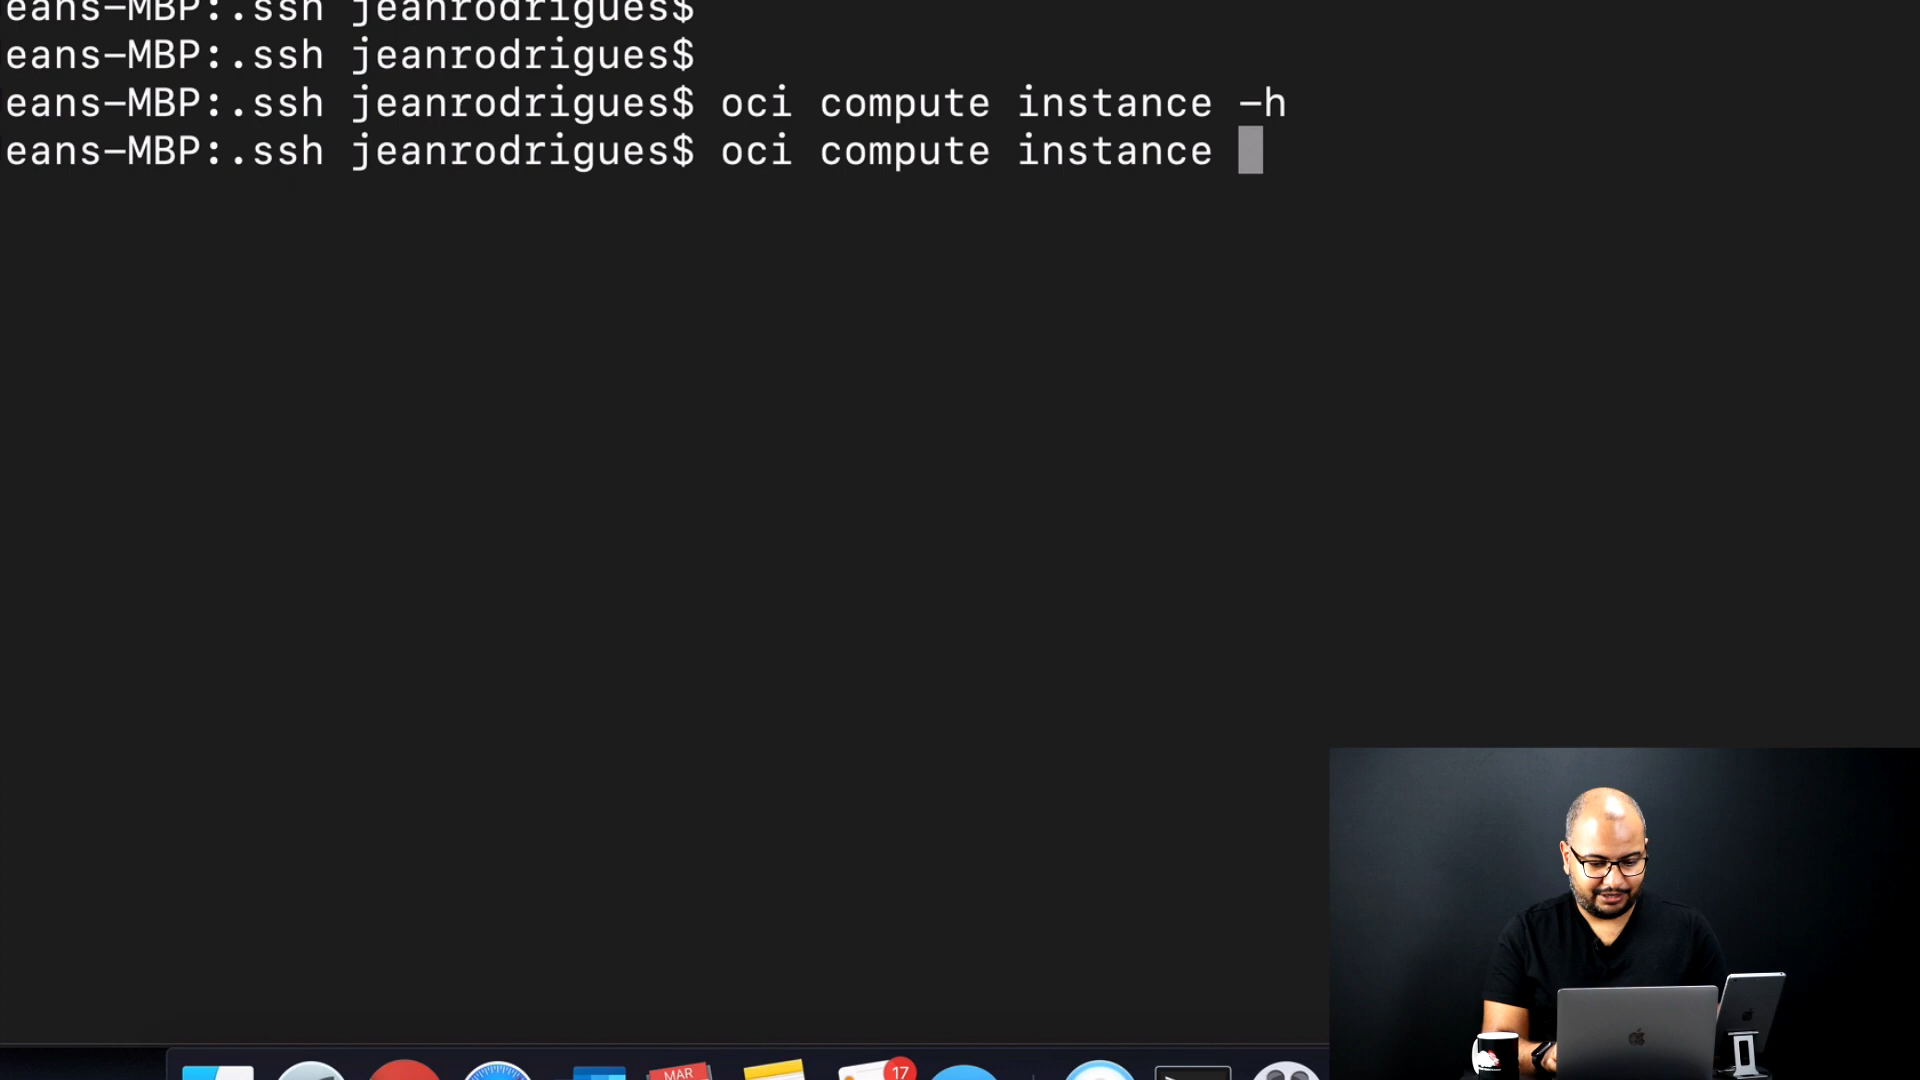 eans-MBP:.ssh jeanrodrigues$
eans-MBP:.ssh jeanrodrigues$
eans-MBP:.ssh jeanrodrigues$ oci compute instance -h
eans-MBP:.ssh jeanrodrigues$ oci compute instance
MAR
17